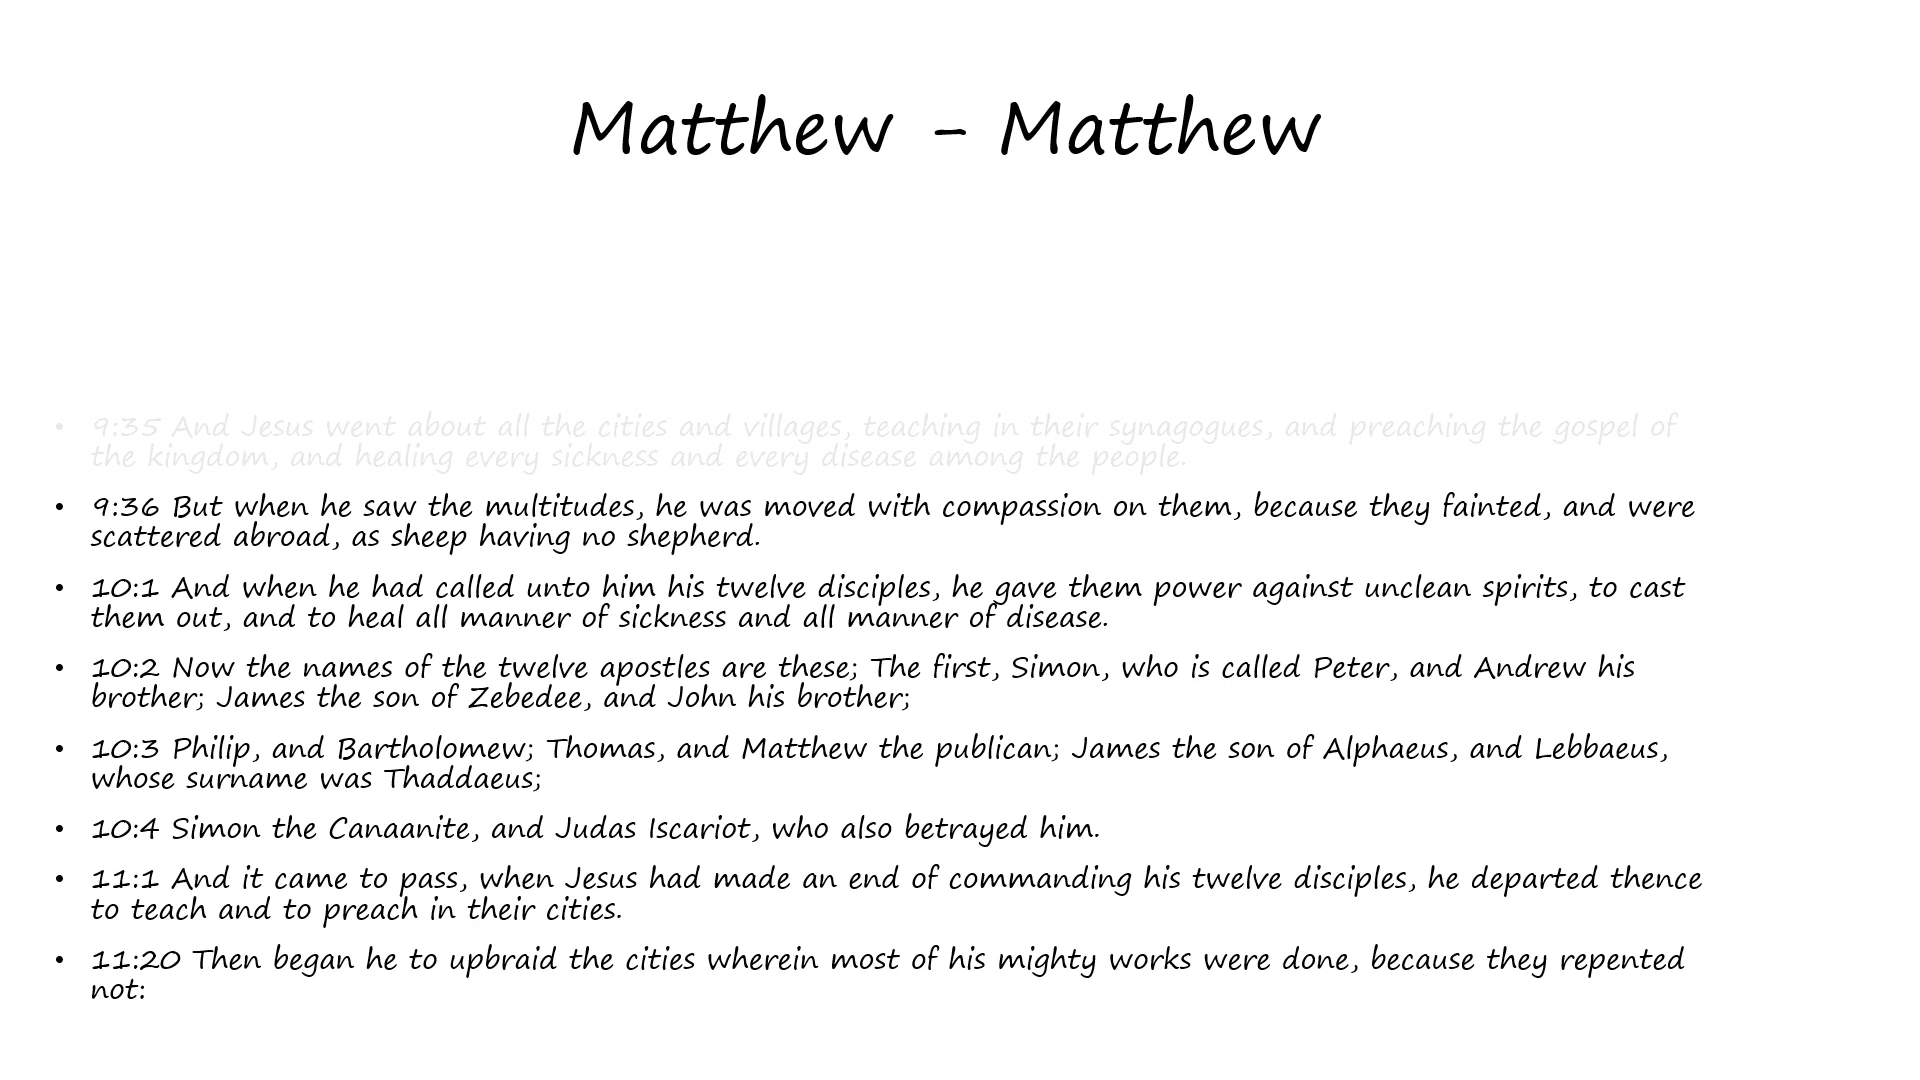 Matthew - Matthew
• 9:35 And Jesus went about all the cities and villages, teaching in their synagogues, and preaching the gospel of
the kingdom, and healing every sickness and every disease among the people.
• 9:36 But when he saw the multitudes, he was moved with compassion on them, because they fainted, and were
scattered abroad, as sheep having no shepherd.
• 10:1 And when he had called unto him his twelve disciples, he gave them power against unclean spirits, to cast
them out, and to heal all manner of sickness and all manner of disease.
• 10:2 Now the names of the twelve apostles are these; The first, Simon, who is called Peter, and Andrew his
brother; James the son of Zebedee, and John his brother;
• 10:3 Philip, and Bartholomew; Thomas, and Matthew the publican; James the son of Alphaeus, and Lebbaeus,
whose surname was Thaddaeus;
• 10:4 Simon the Canaanite, and Judas Iscariot, who also betrayed him.
• 11:1 And it came to pass, when Jesus had made an end of commanding his twelve disciples, he departed thence
to teach and to preach in their cities.
• 11:20 Then began he to upbraid the cities wherein most of his mighty works were done, because they repented
not: